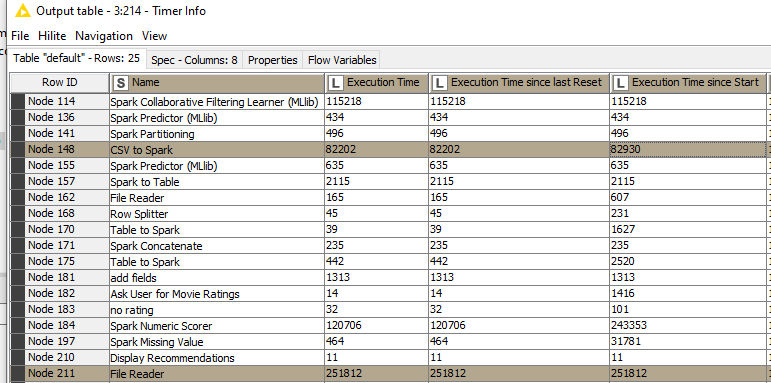 Output table - 3:214 - Timer Info
File Hilite Navigation View
Table "default" - Rows: 25 Spec - Columns: 8 Properties Flow Variables
Row ID S Name L Execution Time L Execution Time since last Reset L Execution Time since Start
Node 114 Spark Collaborative Filtering Learner (MLlib) 115218 115218 115218
Node 136 Spark Predictor (MLlib) 434 434 434
Node 141 Spark Partitioning 496 496 496
Node 148 CSV to Spark 82202 82202 82930
Node 155 Spark Predictor (MLlib) 635 635 635
Node 157 Spark to Table 2115 2115 2115
Node 162 File Reader 165 165 607
Node 168 Row Splitter 45 45 231
Node 170 Table to Spark 39 39 1627
Node 171 Spark Concatenate 235 235 235
Node 175 Table to Spark 442 442 2520
Node 181 add fields 1313 1313 1313
Node 182 Ask User for Movie Ratings 14 14 1416
Node 183 no rating 32 32 101
Node 184 Spark Numeric Scorer 120706 120706 243353
Node 197 Spark Missing Value 464 464 31781
Node 210 Display Recommendations 11 11 11
Node 211 File Reader 251812 251812 251812